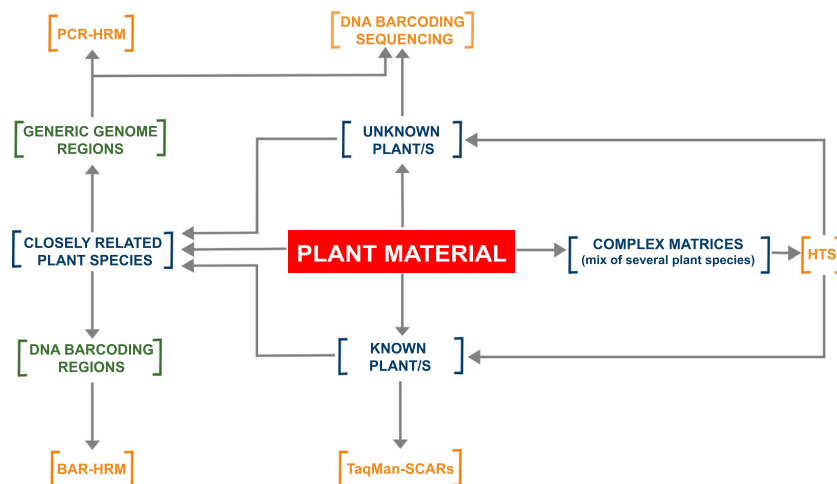 PCR-HRM
DNA BARCODING
SEQUENCING
GENERIC GENOME
REGIONS
UNKNOWN
PLANT/S
CLOSELY RELATED
PLANT SPECIES
PLANT MATERIAL
COMPLEX MATRICES
(mix of several plant species)
HTS
DNA BARCODING
REGIONS
KNOWN
PLANT/S
BAR-HRM
TaqMan-SCARs